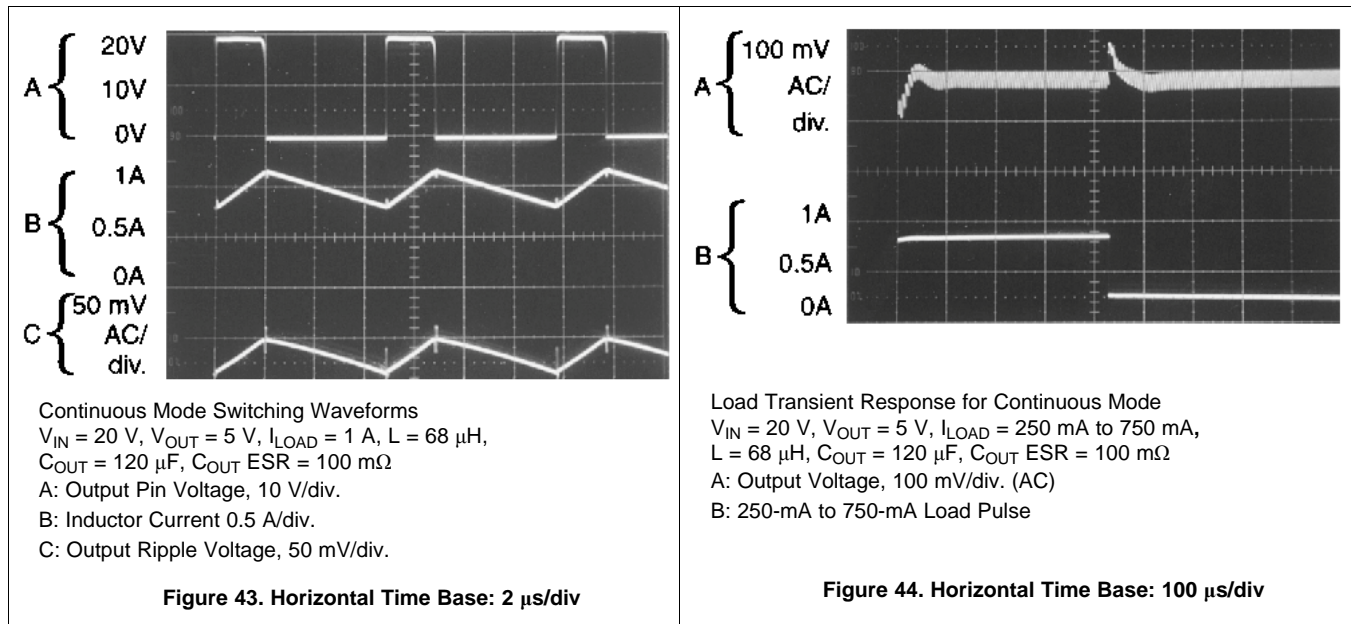 A
20V
10V
0V
B
1A
0.5A
0A
C
50 mV
AC/
div.
Continuous Mode Switching Waveforms
V_IN = 20 V, V_OUT = 5 V, I_LOAD = 1 A, L = 68 μH,
C_OUT = 120 μF, C_OUT ESR = 100 mΩ
A: Output Pin Voltage, 10 V/div.
B: Inductor Current 0.5 A/div.
C: Output Ripple Voltage, 50 mV/div.
Figure 43. Horizontal Time Base: 2 μs/div
A
100 mV
AC/
div.
B
1A
0.5A
0A
Load Transient Response for Continuous Mode
V_IN = 20 V, V_OUT = 5 V, I_LOAD = 250 mA to 750 mA,
L = 68 μH, C_OUT = 120 μF, C_OUT ESR = 100 mΩ
A: Output Voltage, 100 mV/div. (AC)
B: 250-mA to 750-mA Load Pulse
Figure 44. Horizontal Time Base: 100 μs/div